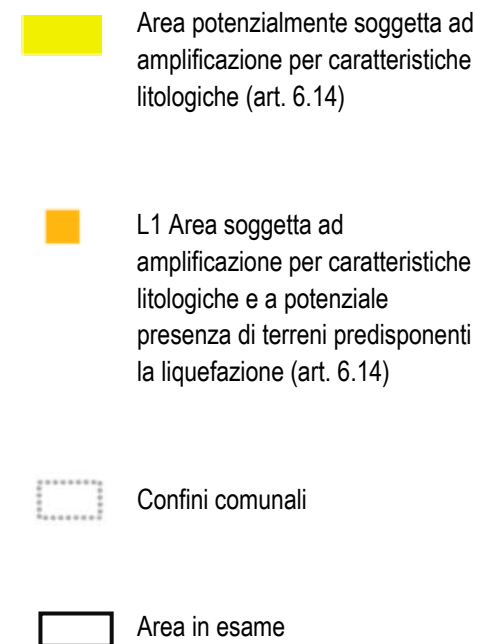 Area potenzialmente soggetta ad
amplificazione per caratteristiche
litologiche (art. 6.14)
L1 Area soggetta ad
amplificazione per caratteristiche
litologiche e a potenziale
presenza di terreni predisponenti
la liquefazione (art. 6.14)
Confini comunali
Area in esame